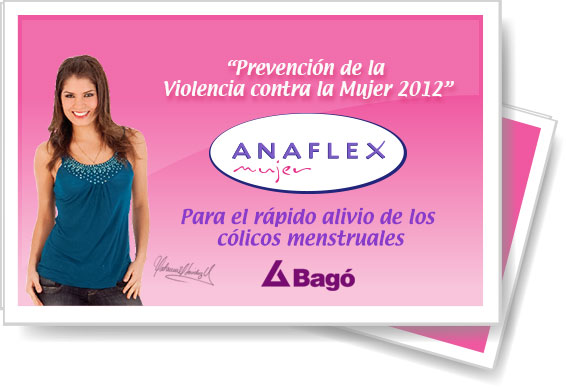 “Prevención de la
Violencia contra la Mujer 2012”
ANAFLEX
mujer
Para el rápido alivio de los
cólicos menstruales
Bagó